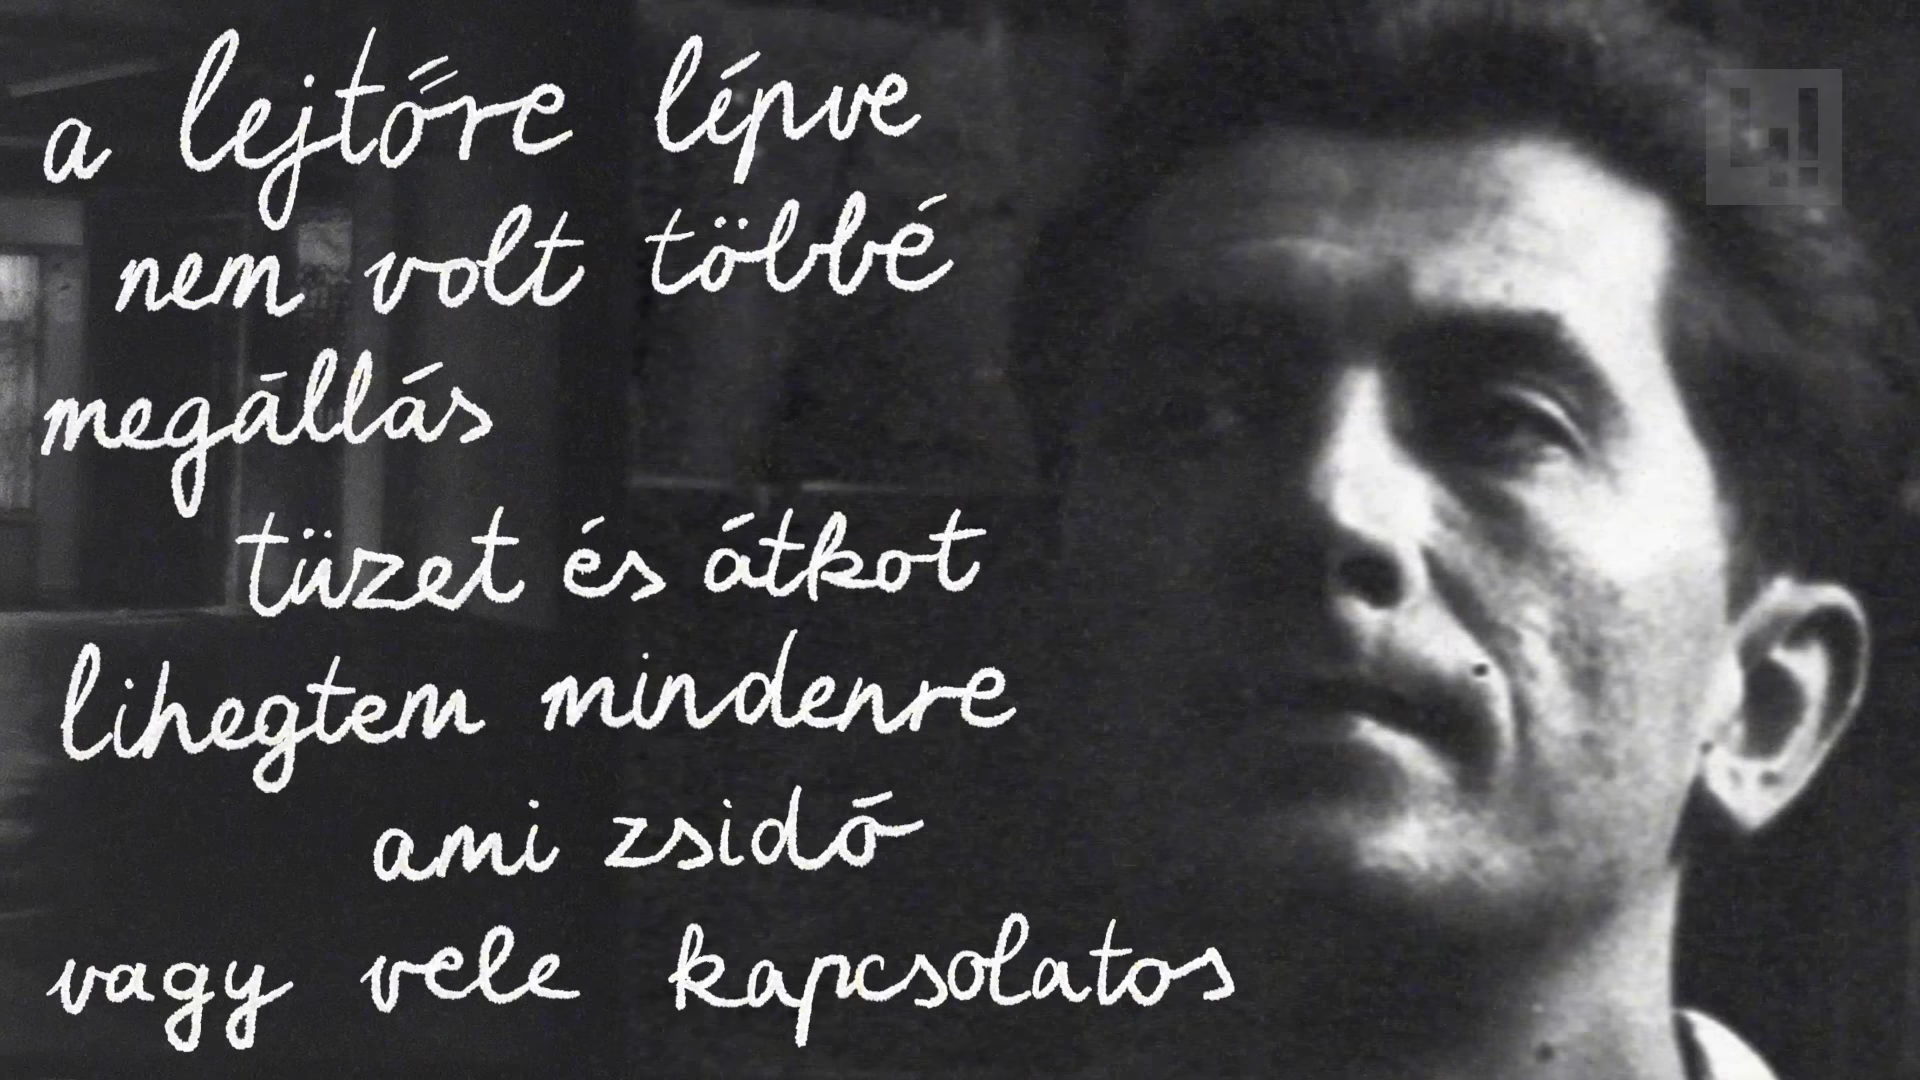 a lejtőre lépve
nem volt többé
megállás
tüzet és átkot
lihegtem mindenre
ami zsidó
vagy vele kapcsolatos